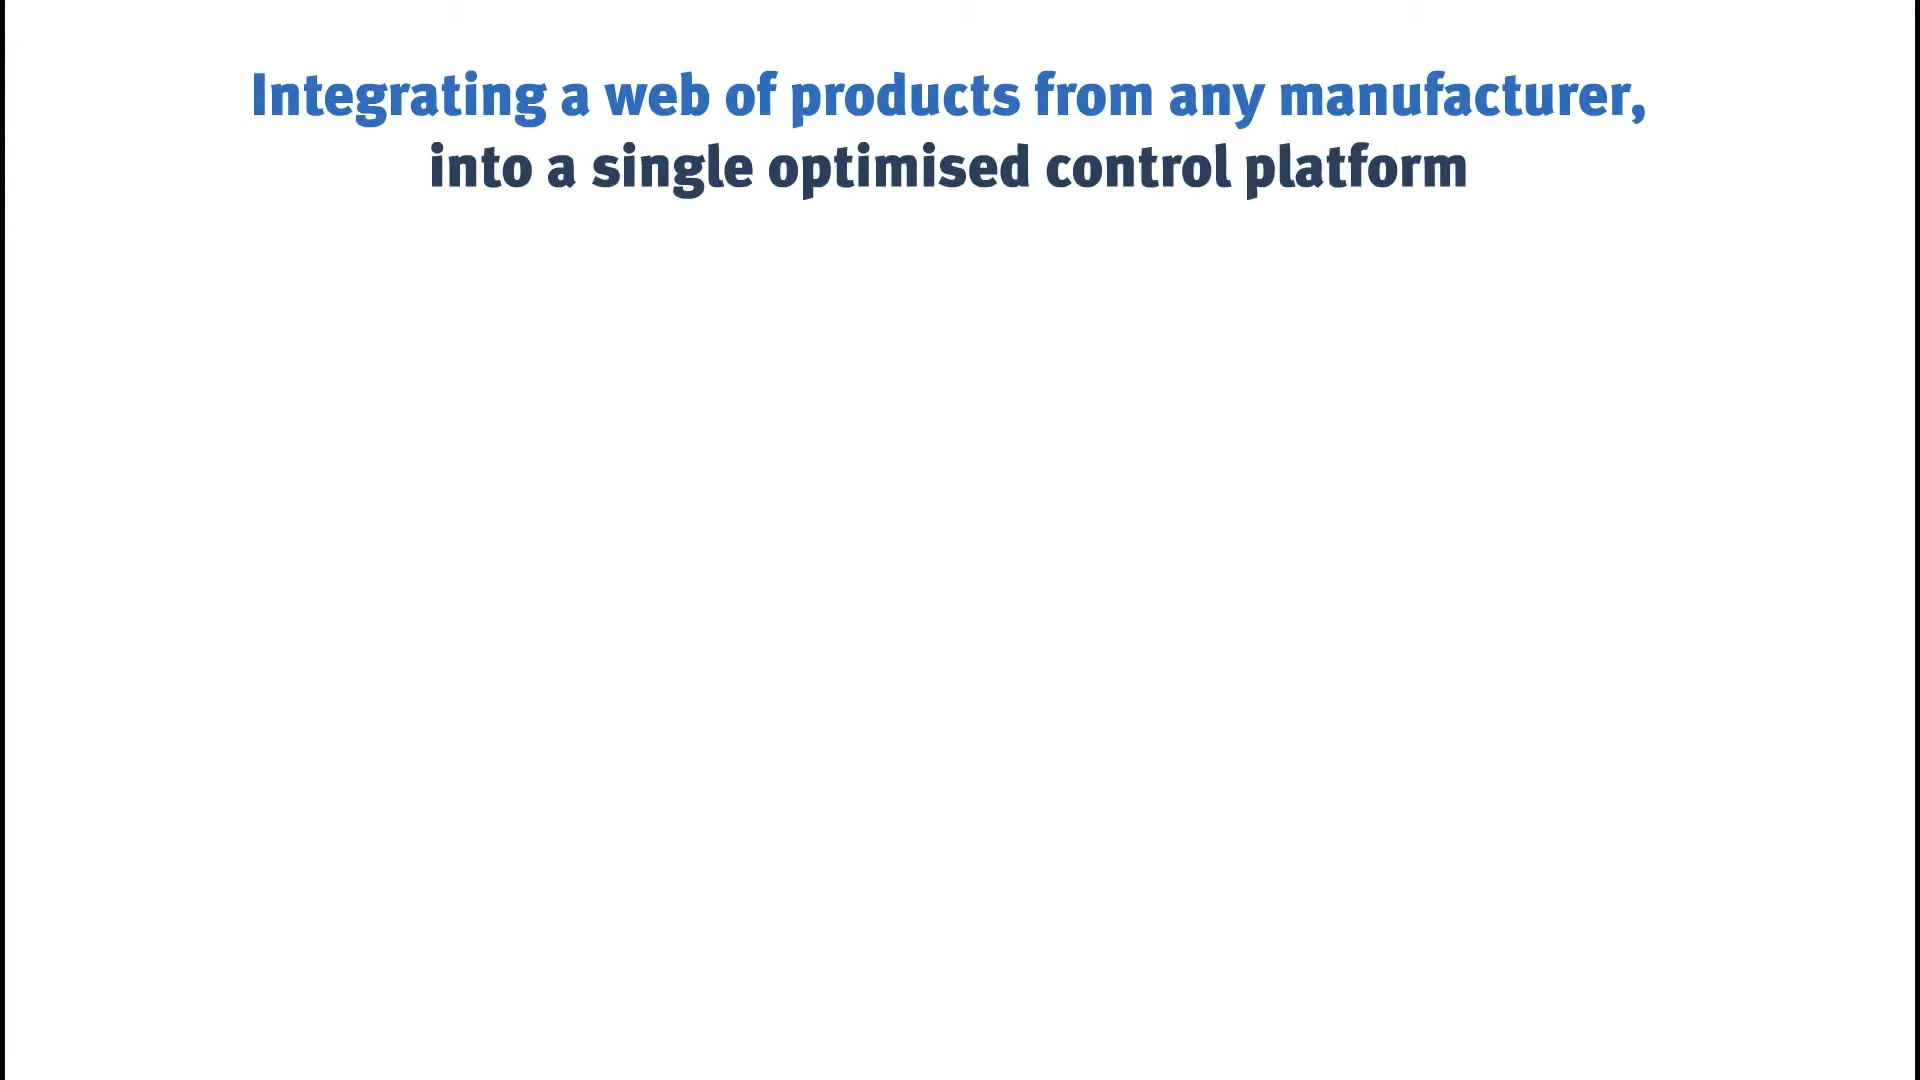 Integrating a web of products from any manufacturer,
into a single optimised control platform